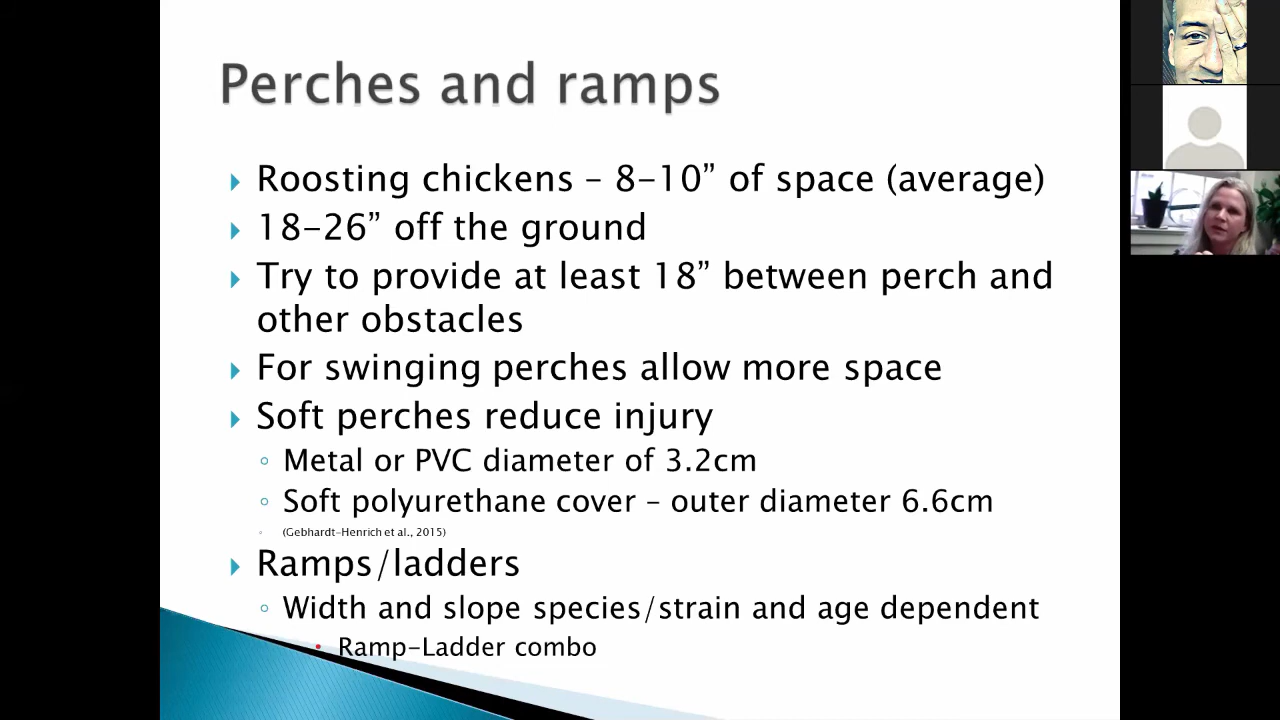 Perches and ramps
Roosting chickens – 8–10” of space (average)
18–26” off the ground
Try to provide at least 18” between perch and
other obstacles
For swinging perches allow more space
Soft perches reduce injury
Metal or PVC diameter of 3.2cm
Soft polyurethane cover – outer diameter 6.6cm
(Gebhardt-Henrich et al., 2015)
Ramps/ladders
Width and slope species/strain and age dependent
Ramp-Ladder combo